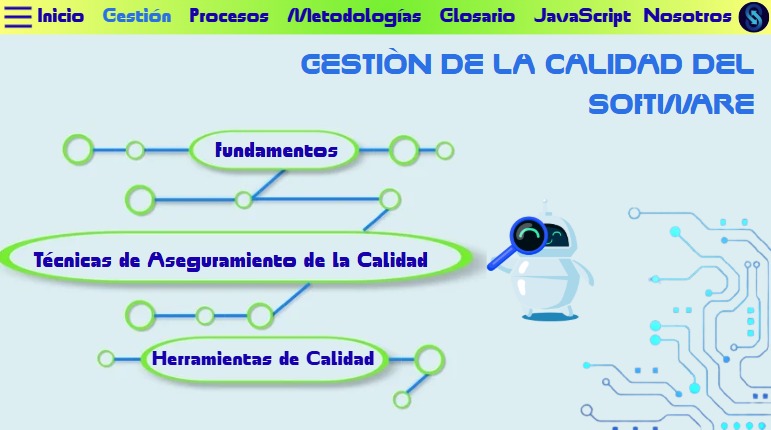 Inicio Gestión Procesos Metodologías Glosario JavaScript Nosotros
GESTIÒN DE LA CALIDAD DEL
SOFTWARE
Fundamentos
Técnicas de Aseguramiento de la Calidad
Herramientas de Calidad